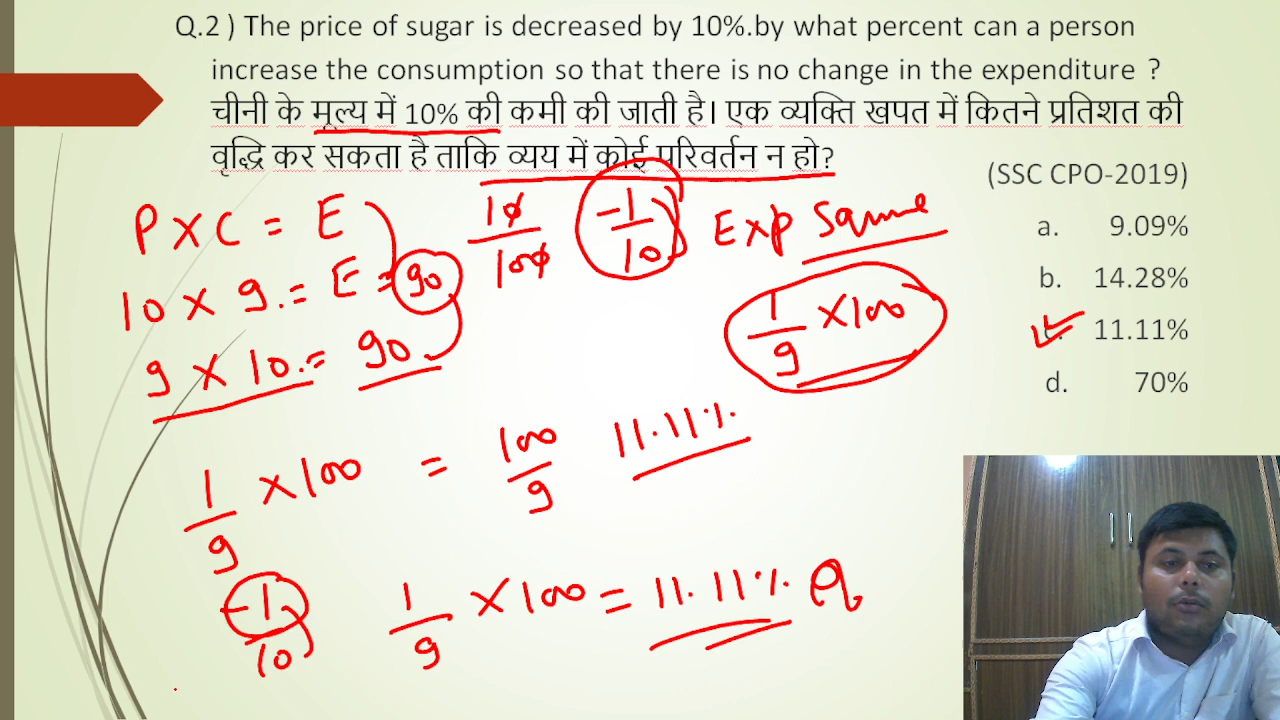 Q.2 ) The price of sugar is decreased by 10%.by what percent can a person
increase the consumption so that there is no change in the expenditure ?
चीनी के मूल्य में 10% की कमी की जाती है। एक व्यक्ति खपत में कितने प्रतिशत की
वृद्धि कर सकता है ताकि व्यय में कोई परिवर्तन न हो?
(SSC CPO-2019)
a. 9.09%
b. 14.28%
c. 11.11%
d. 70%
P × C = E
10/100 -1/10 Exp Same
10 × 9 = E = 90
1/9 × 100
9 × 10 = 90
1/9 × 100 = 100/9 11.11%
-1/10 1/9 × 100 = 11.11%